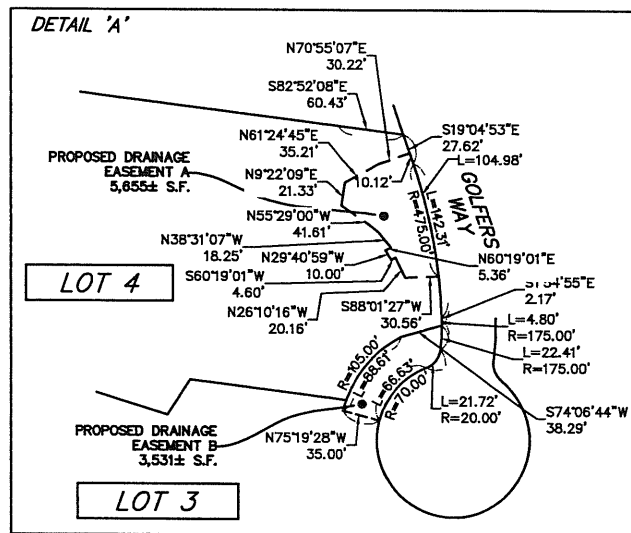 DETAIL 'A'
N70°55'07"E
30.22'
S82°52'08"E
60.43'
N61°24'45"E
35.21'
S19°04'53"E
27.62'
L=104.98'
PROPOSED DRAINAGE
EASEMENT A
5,655± S.F.
N9°22'09"E
21.33'
10.12'
GOLFERS
WAY
L=142.31'
R=475.00'
N55°29'00"W
41.61'
N38°31'07"W
18.25'
N29°40'59"W
10.00'
N60°19'01"E
5.36'
LOT 4
S60°19'01"W
4.60'
N26°10'16"W
20.16'
S88°01'27"W
30.56'
2.17'
L=4.80'
R=175.00'
L=22.41'
R=175.00'
R=105.00'
L=88.61'
L=66.63'
R=70.00'
L=21.72'
R=20.00'
S74°06'44"W
38.29'
PROPOSED DRAINAGE
EASEMENT B
3,531± S.F.
N75°19'28"W
35.00'
LOT 3